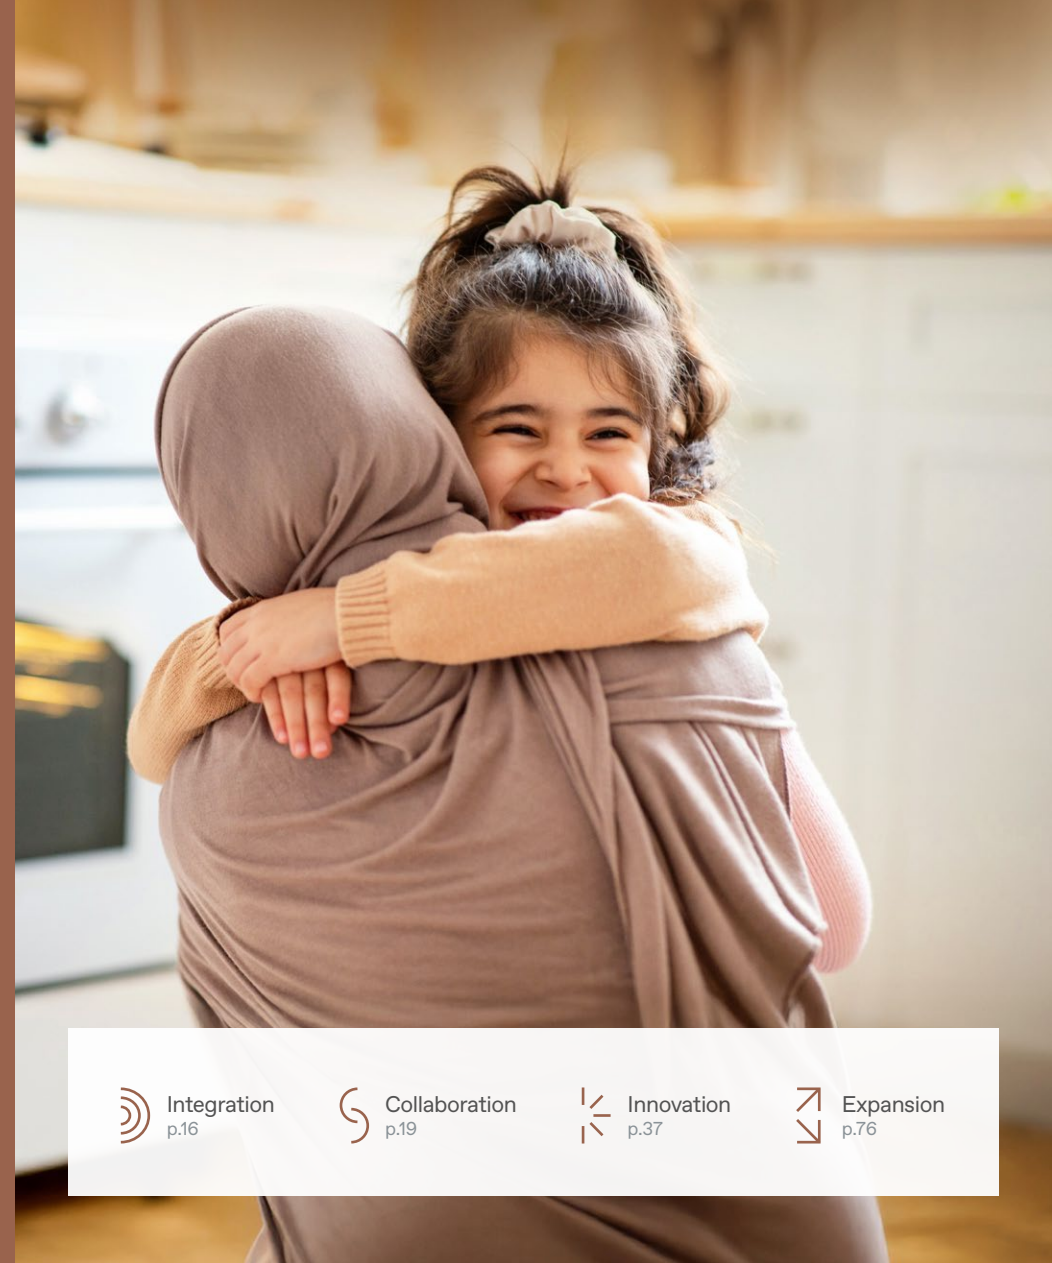 Integration
p.16
Collaboration
p.19
Innovation
p.37
Expansion
p.76